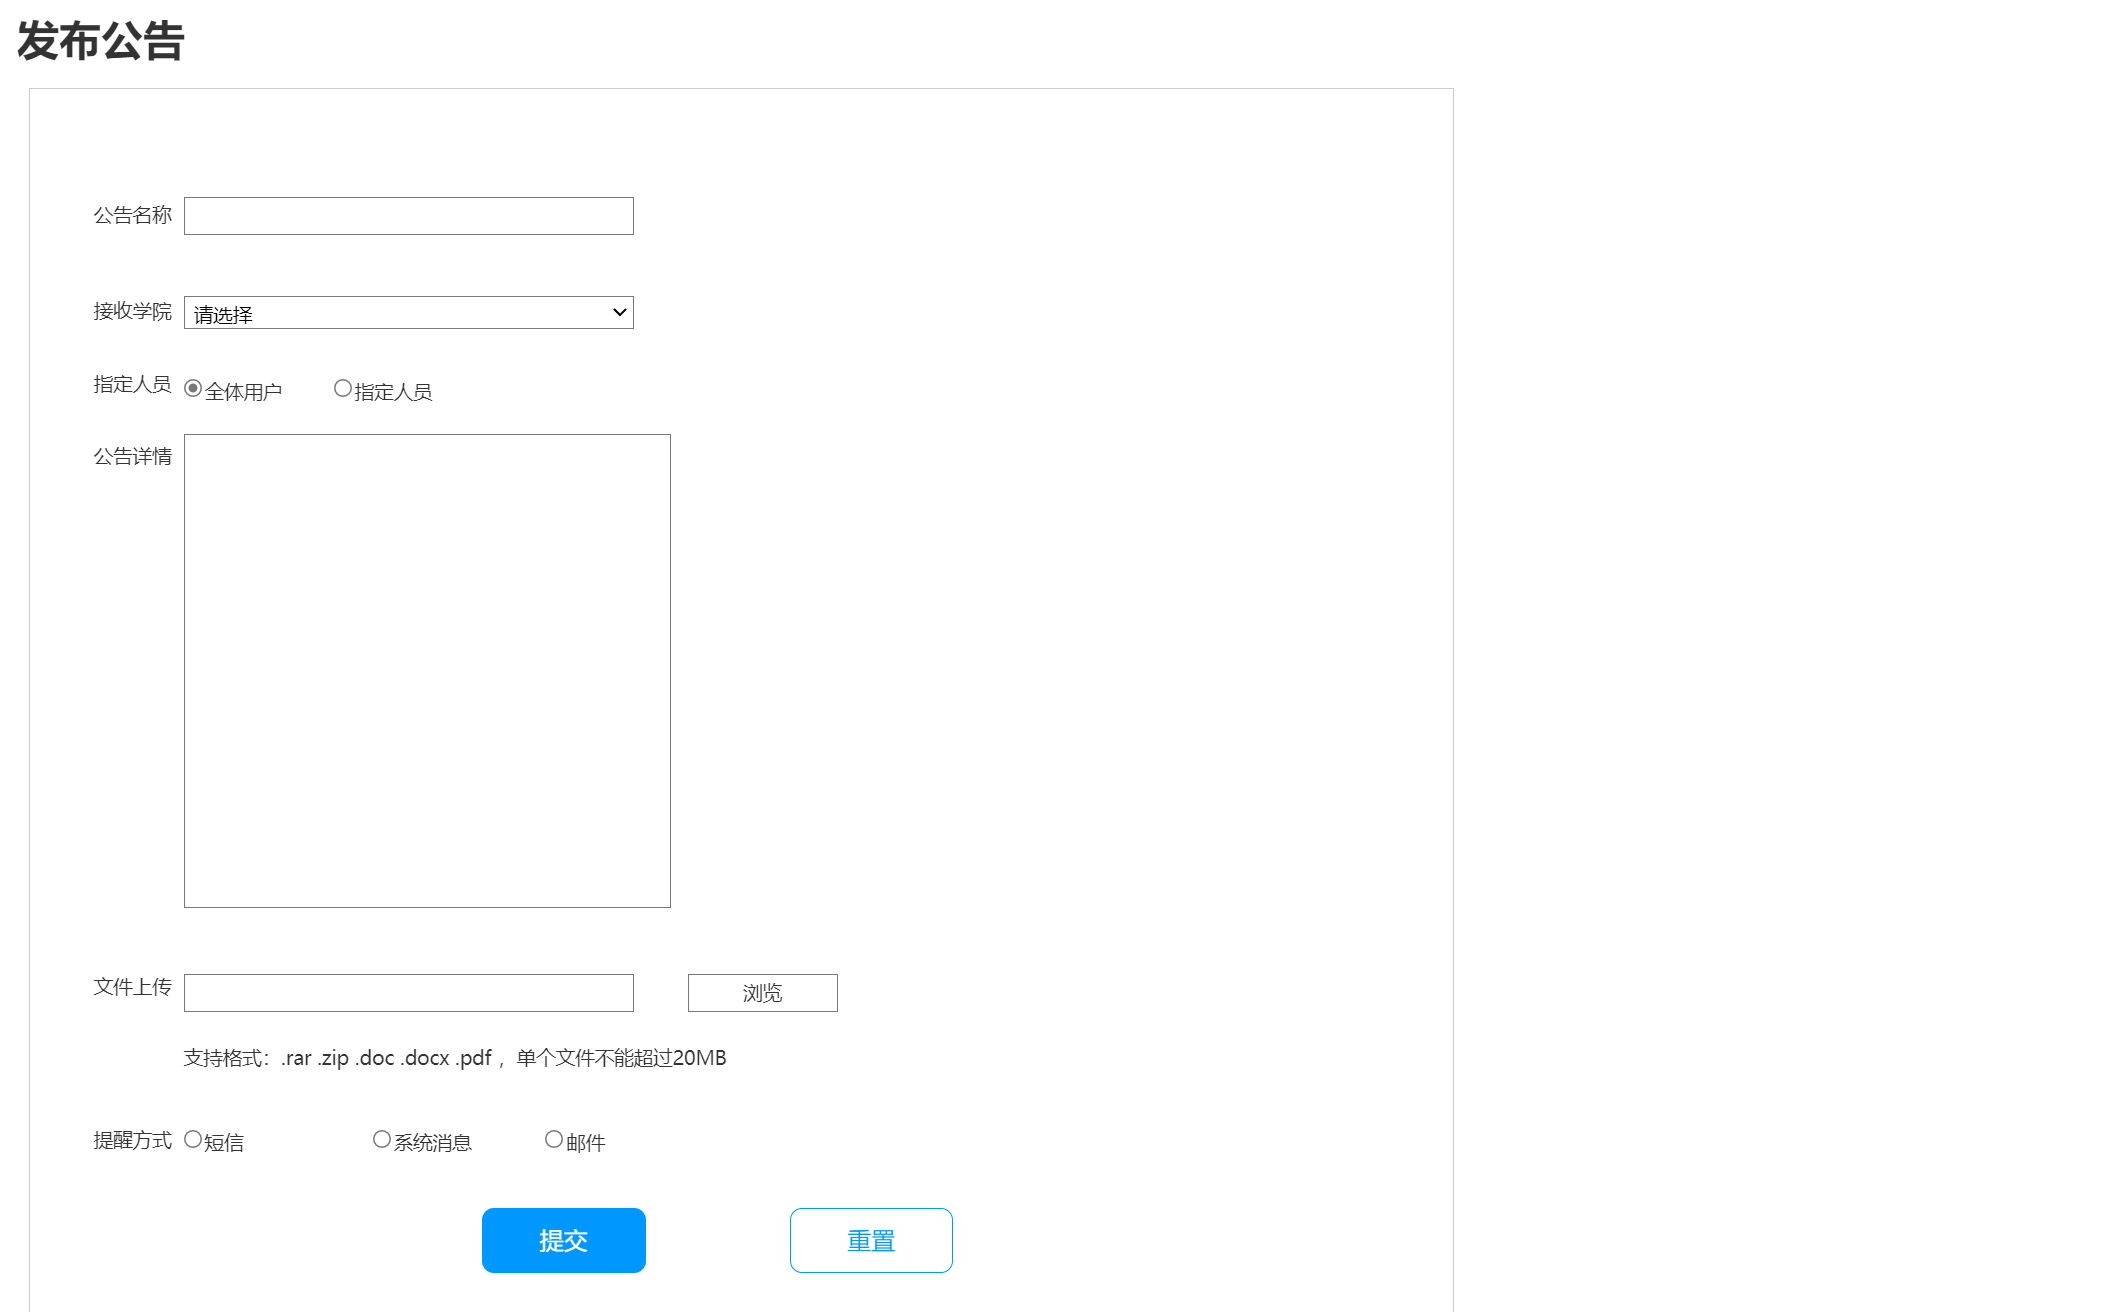 发布公告
公告名称
接收学院 请选择
指定人员 全体用户 指定人员
公告详情
文件上传 浏览
支持格式：.rar .zip .doc .docx .pdf ，单个文件不能超过20MB
提醒方式 短信 系统消息 邮件
提交 重置